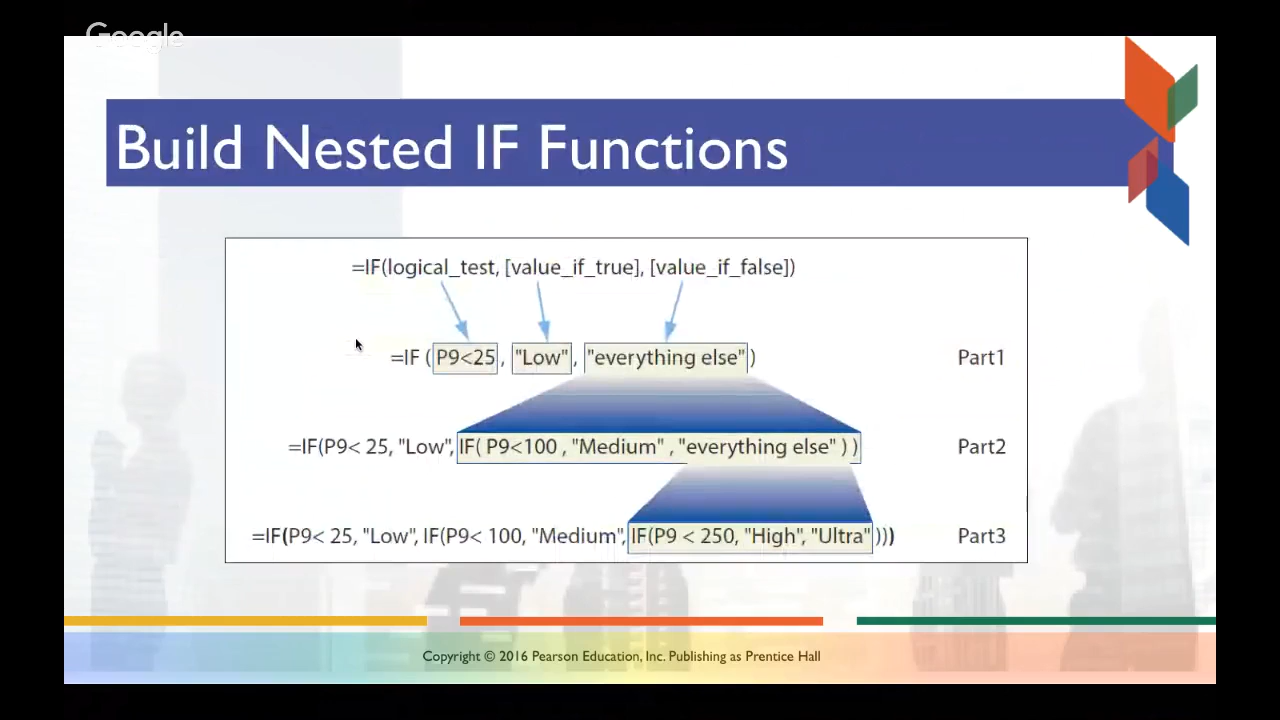 Google
Build Nested IF Functions
=IF(logical_test, [value_if_true], [value_if_false])
=IF ( P9<25 , "Low" , "everything else" ) Part1
=IF(P9< 25, "Low", IF( P9<100 , "Medium" , "everything else" ) ) Part2
=IF(P9< 25, "Low", IF(P9< 100, "Medium", IF(P9 < 250, "High", "Ultra" ))) Part3
Copyright © 2016 Pearson Education, Inc. Publishing as Prentice Hall